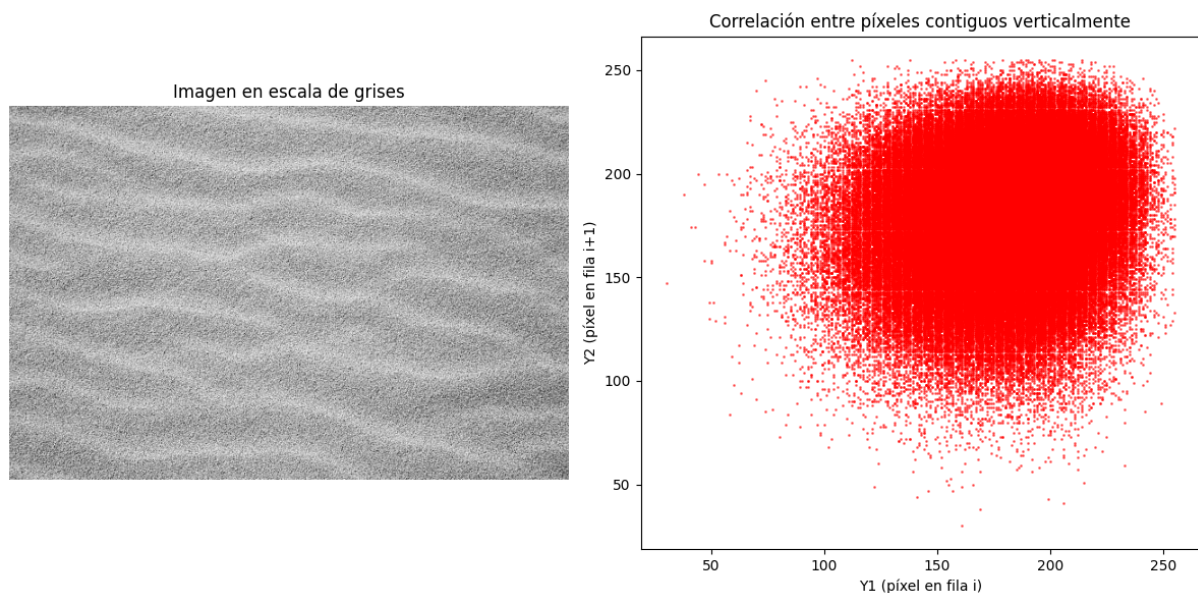 Imagen en escala de grises
Correlación entre píxeles contiguos verticalmente
Y2 (píxel en fila i+1)
250
200
150
100
50
50 100 150 200 250
Y1 (píxel en fila i)